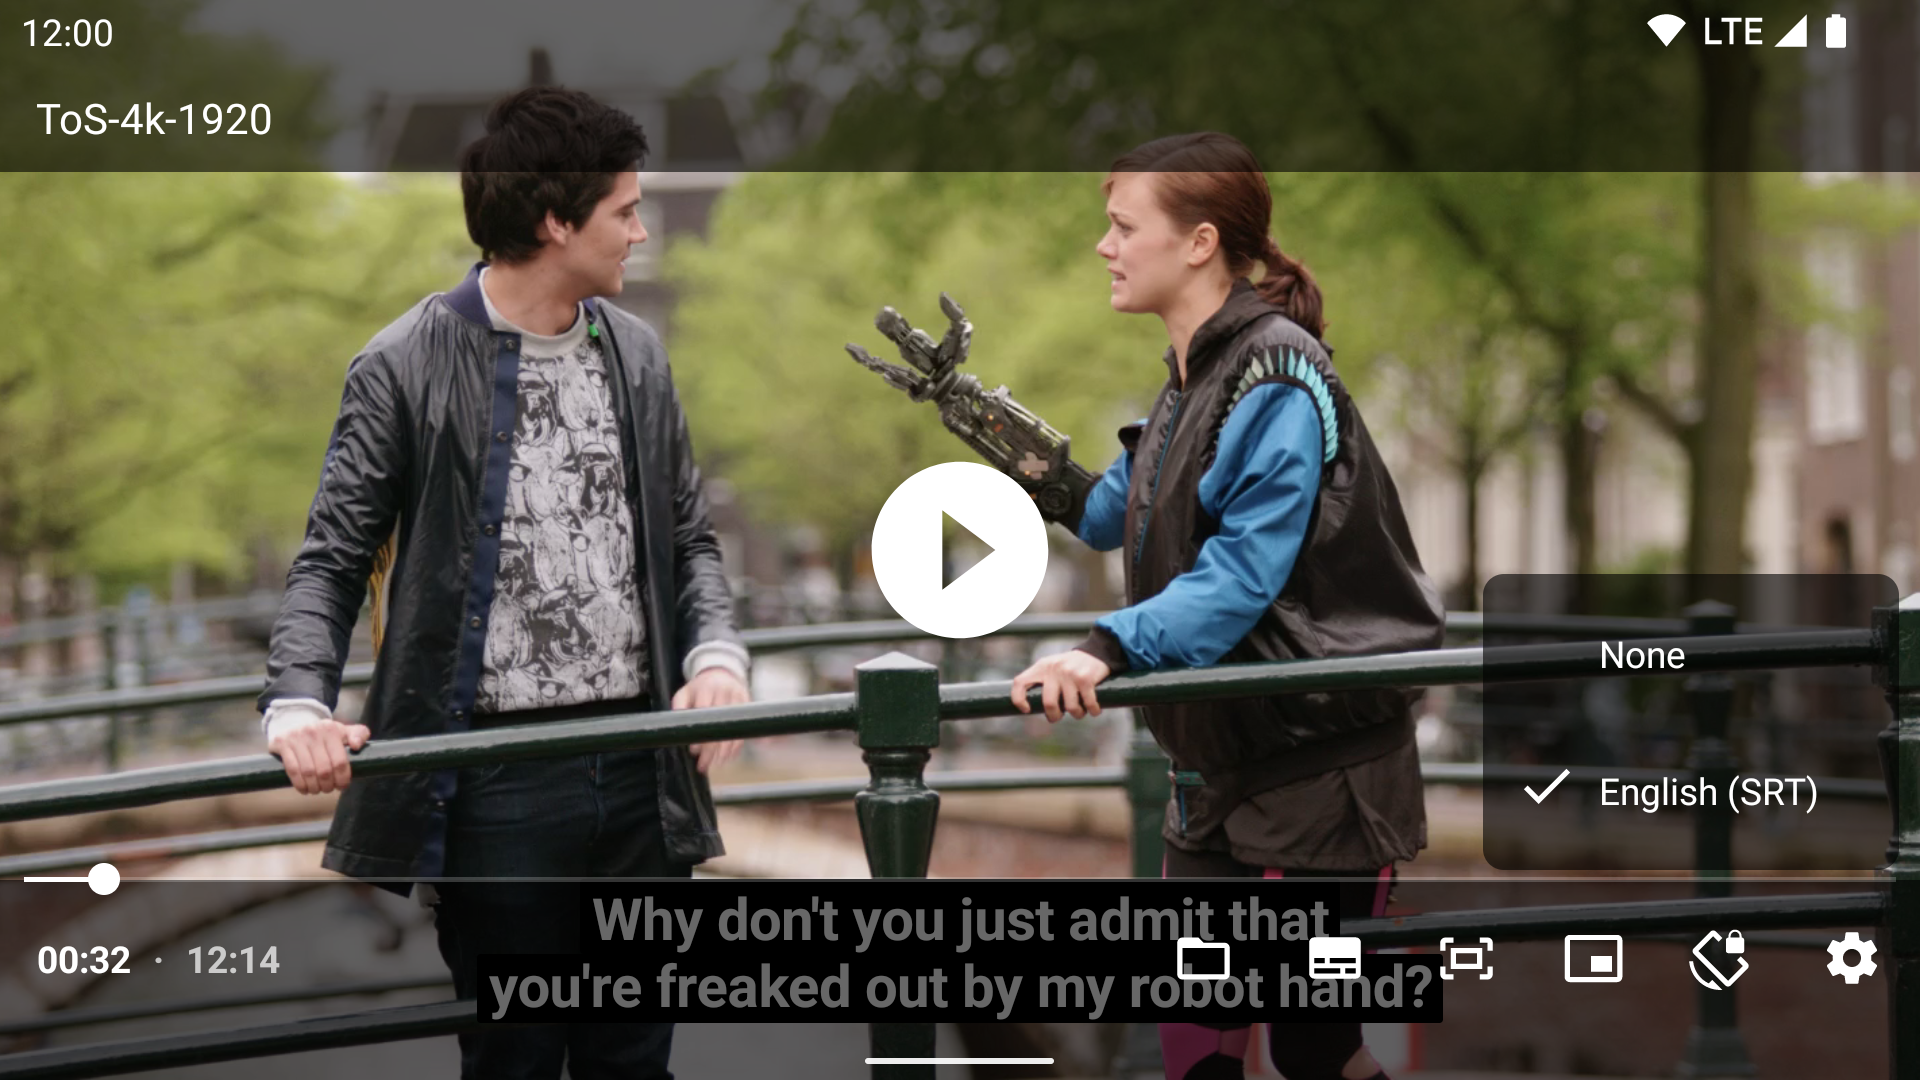 12:00
LTE
ToS-4k-1920
None
English (SRT)
Why don't you just admit that
you're freaked out by my robot hand?
00:32 · 12:14